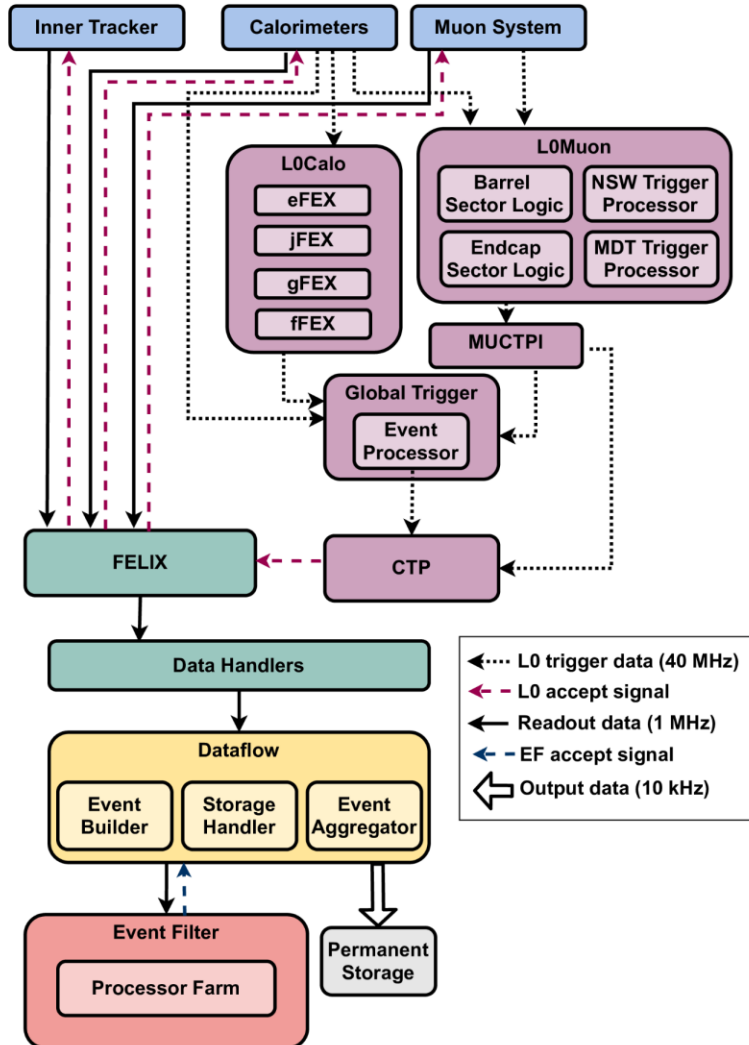 Inner Tracker
Calorimeters
Muon System
L0Calo
eFEX
jFEX
gFEX
fFEX
L0Muon
Barrel
Sector Logic
NSW Trigger
Processor
Endcap
Sector Logic
MDT Trigger
Processor
MUCTPI
Global Trigger
Event
Processor
FELIX
CTP
Data Handlers
Dataflow
Event
Builder
Storage
Handler
Event
Aggregator
Event Filter
Processor Farm
Permanent
Storage
L0 trigger data (40 MHz)
L0 accept signal
Readout data (1 MHz)
EF accept signal
Output data (10 kHz)